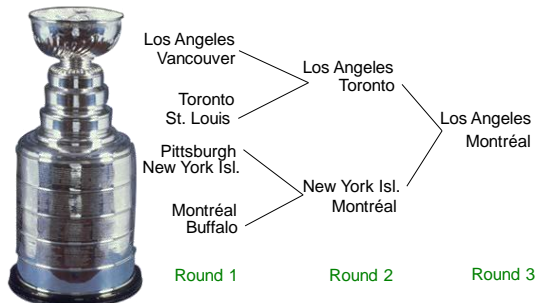 Los Angeles
Vancouver
Toronto
St. Louis
Pittsburgh
New York Isl.
Montréal
Buffalo
Los Angeles
Toronto
New York Isl.
Montréal
Los Angeles
Montréal
Round 1
Round 2
Round 3